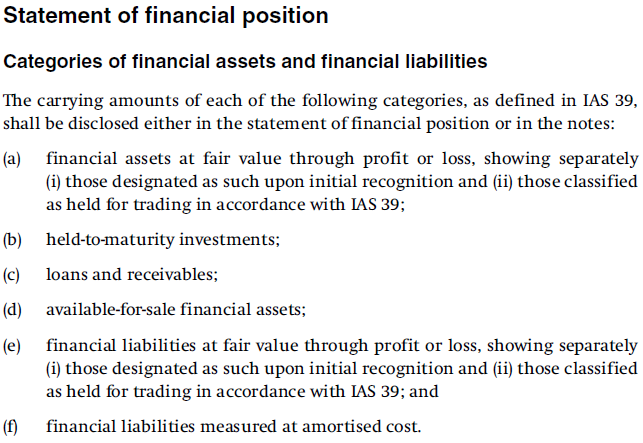 Statement of financial position
Categories of financial assets and financial liabilities
The carrying amounts of each of the following categories, as defined in IAS 39,
shall be disclosed either in the statement of financial position or in the notes:
(a) financial assets at fair value through profit or loss, showing separately
(i) those designated as such upon initial recognition and (ii) those classified
as held for trading in accordance with IAS 39;
(b) held-to-maturity investments;
(c) loans and receivables;
(d) available-for-sale financial assets;
(e) financial liabilities at fair value through profit or loss, showing separately
(i) those designated as such upon initial recognition and (ii) those classified
as held for trading in accordance with IAS 39; and
(f) financial liabilities measured at amortised cost.